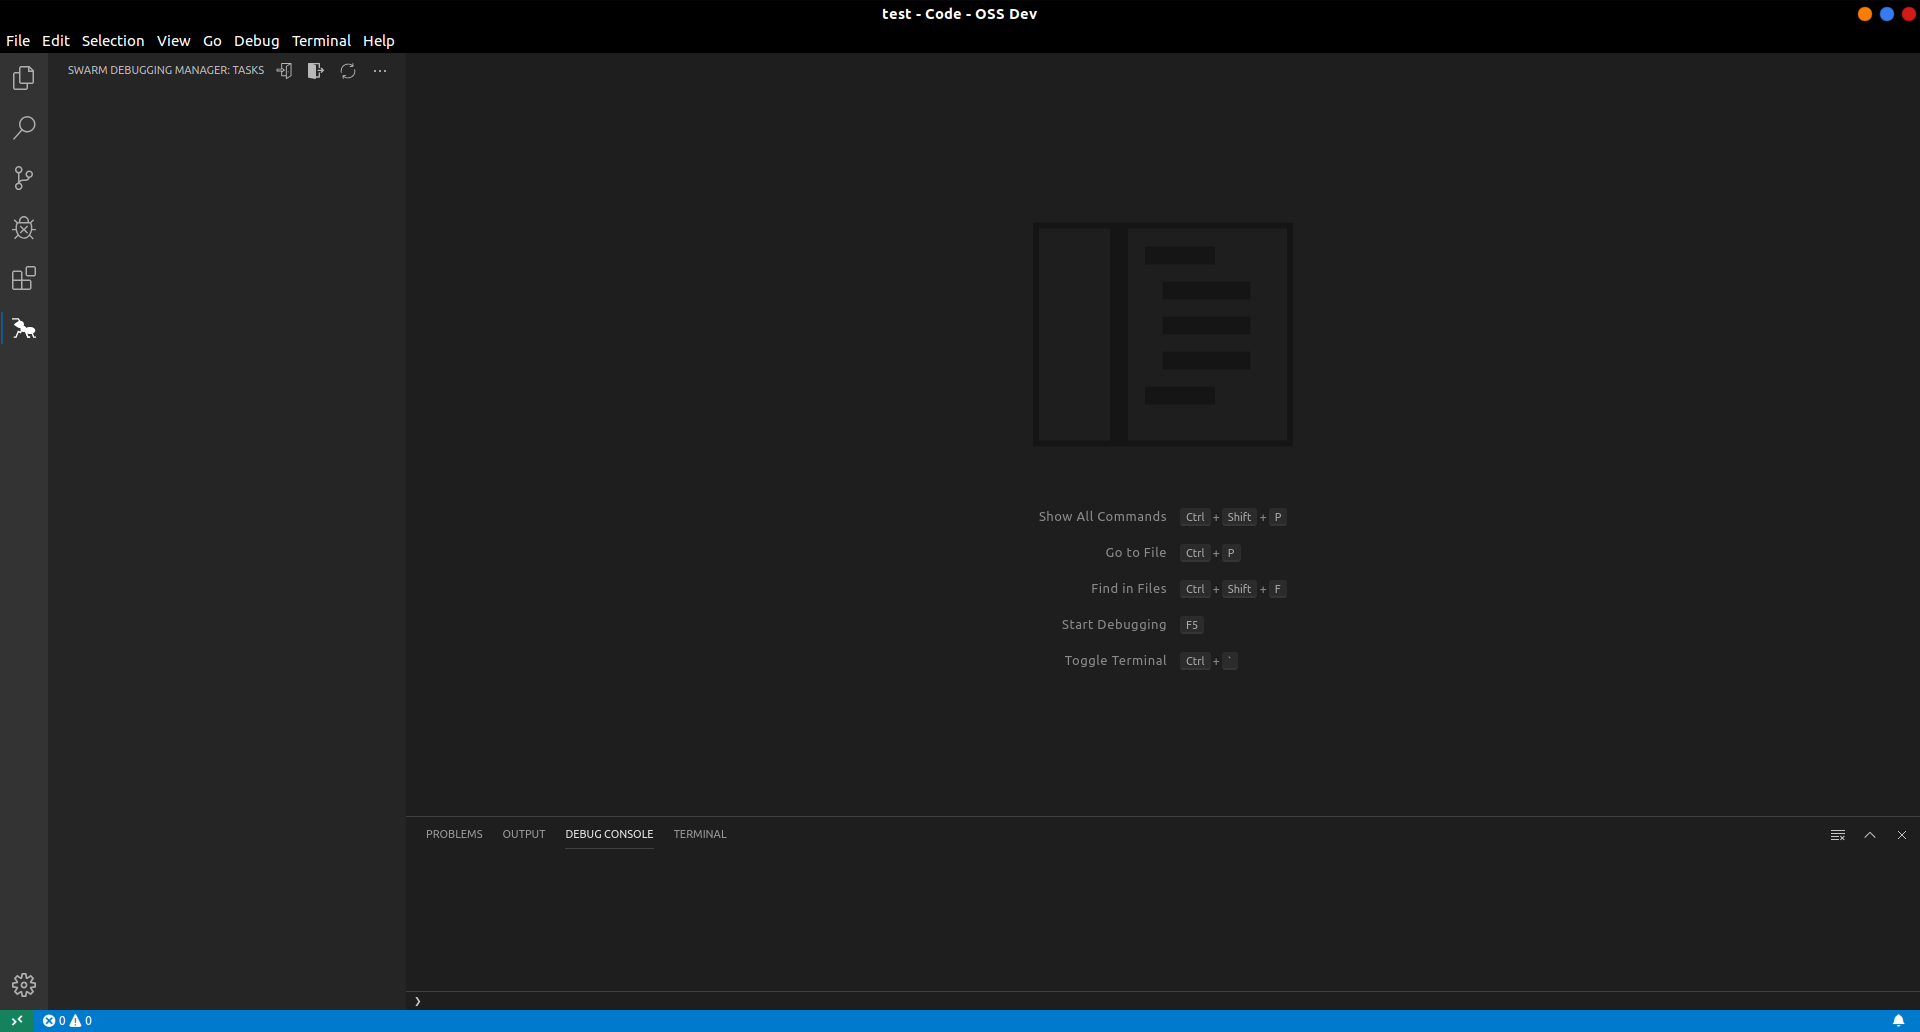 test - Code - OSS Dev
File Edit Selection View Go Debug Terminal Help
SWARM DEBUGGING MANAGER: TASKS
Show All Commands Ctrl + Shift + P
Go to File Ctrl + P
Find in Files Ctrl + Shift + F
Start Debugging F5
Toggle Terminal Ctrl + `
PROBLEMS OUTPUT DEBUG CONSOLE TERMINAL
0 0